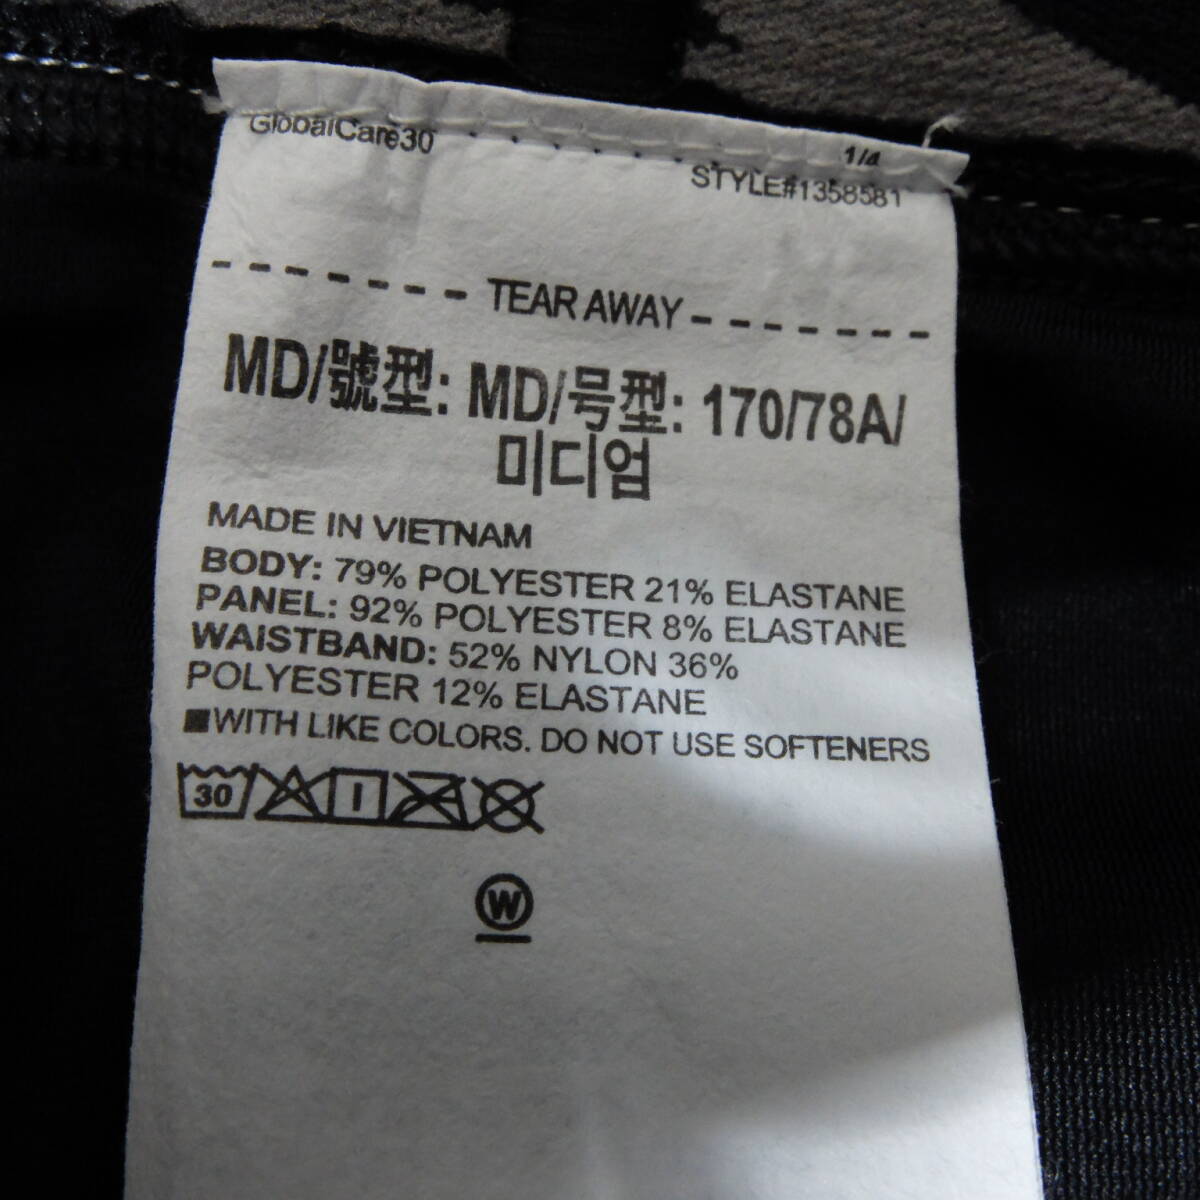 GlobalCare30
1/4
STYLE#1358581
TEAR AWAY
MD/號型: MD/号型: 170/78A/
미디엄
MADE IN VIETNAM
BODY: 79% POLYESTER 21% ELASTANE
PANEL: 92% POLYESTER 8% ELASTANE
WAISTBAND: 52% NYLON 36%
POLYESTER 12% ELASTANE
■WITH LIKE COLORS. DO NOT USE SOFTENERS
30
W